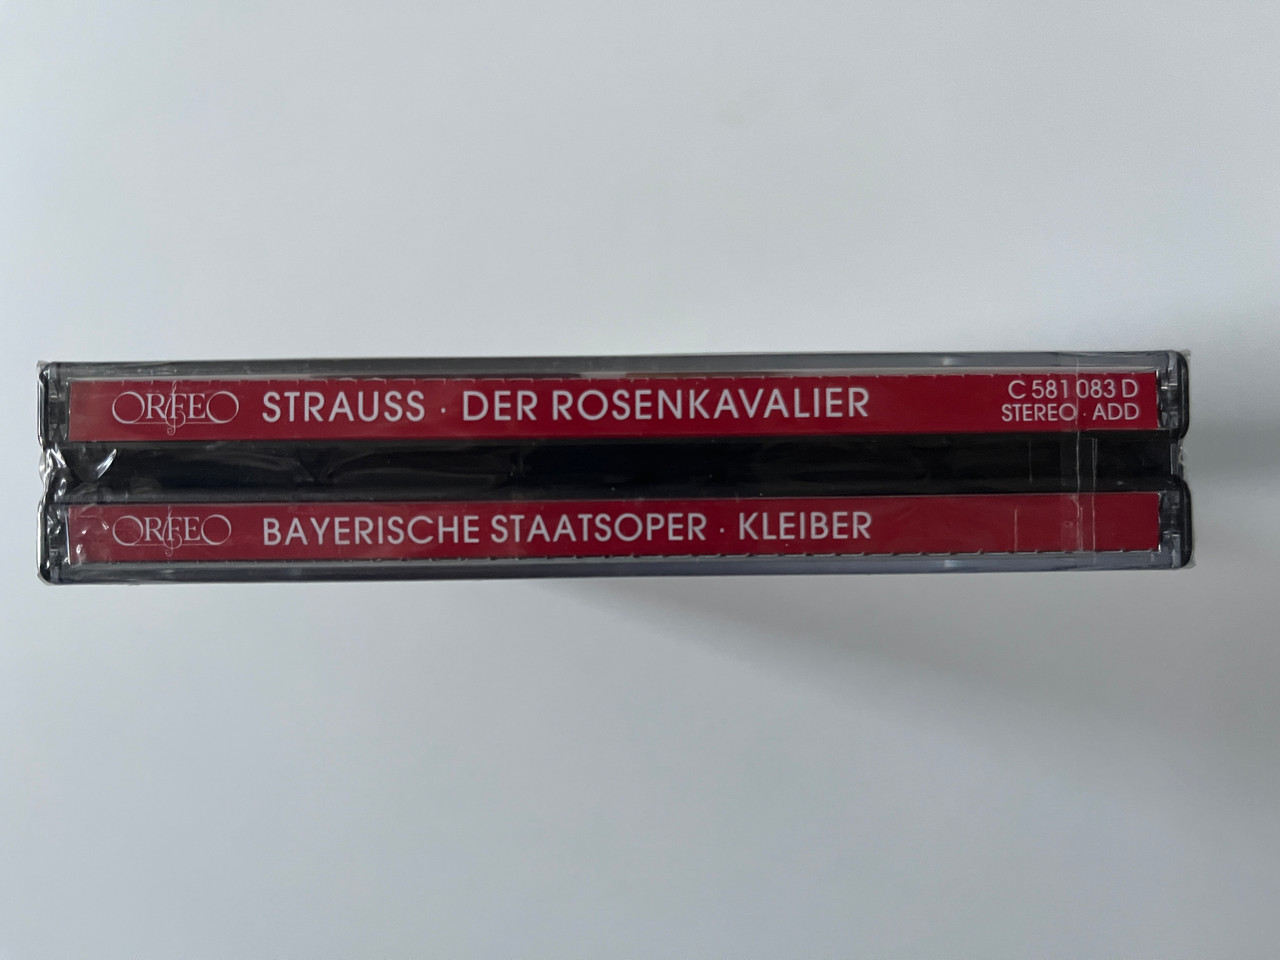 ORFEO STRAUSS · DER ROSENKAVALIER C 581 083 D
STEREO · ADD
ORFEO BAYERISCHE STAATSOPER · KLEIBER